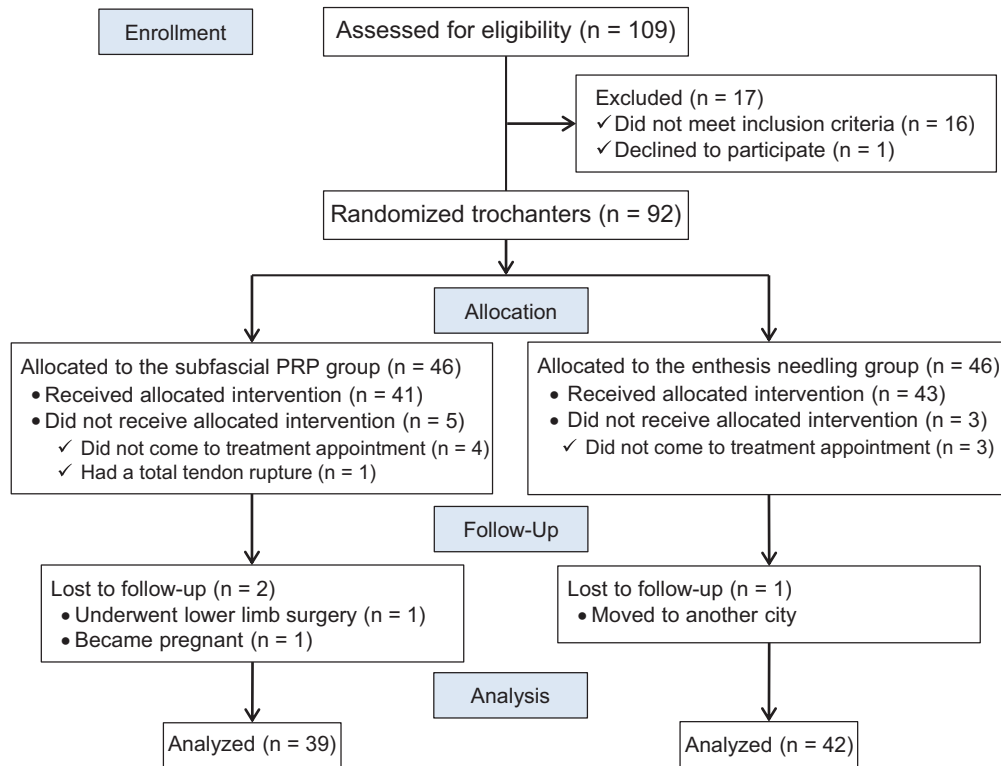 Enrollment
Assessed for eligibility (n = 109)
Excluded (n = 17)
✓ Did not meet inclusion criteria (n = 16)
✓ Declined to participate (n = 1)
Randomized trochanters (n = 92)
Allocation
Allocated to the subfascial PRP group (n = 46)
• Received allocated intervention (n = 41)
• Did not receive allocated intervention (n = 5)
✓ Did not come to treatment appointment (n = 4)
✓ Had a total tendon rupture (n = 1)
Allocated to the enthesis needling group (n = 46)
• Received allocated intervention (n = 43)
• Did not receive allocated intervention (n = 3)
✓ Did not come to treatment appointment (n = 3)
Follow-Up
Lost to follow-up (n = 2)
• Underwent lower limb surgery (n = 1)
• Became pregnant (n = 1)
Lost to follow-up (n = 1)
• Moved to another city
Analysis
Analyzed (n = 39)
Analyzed (n = 42)